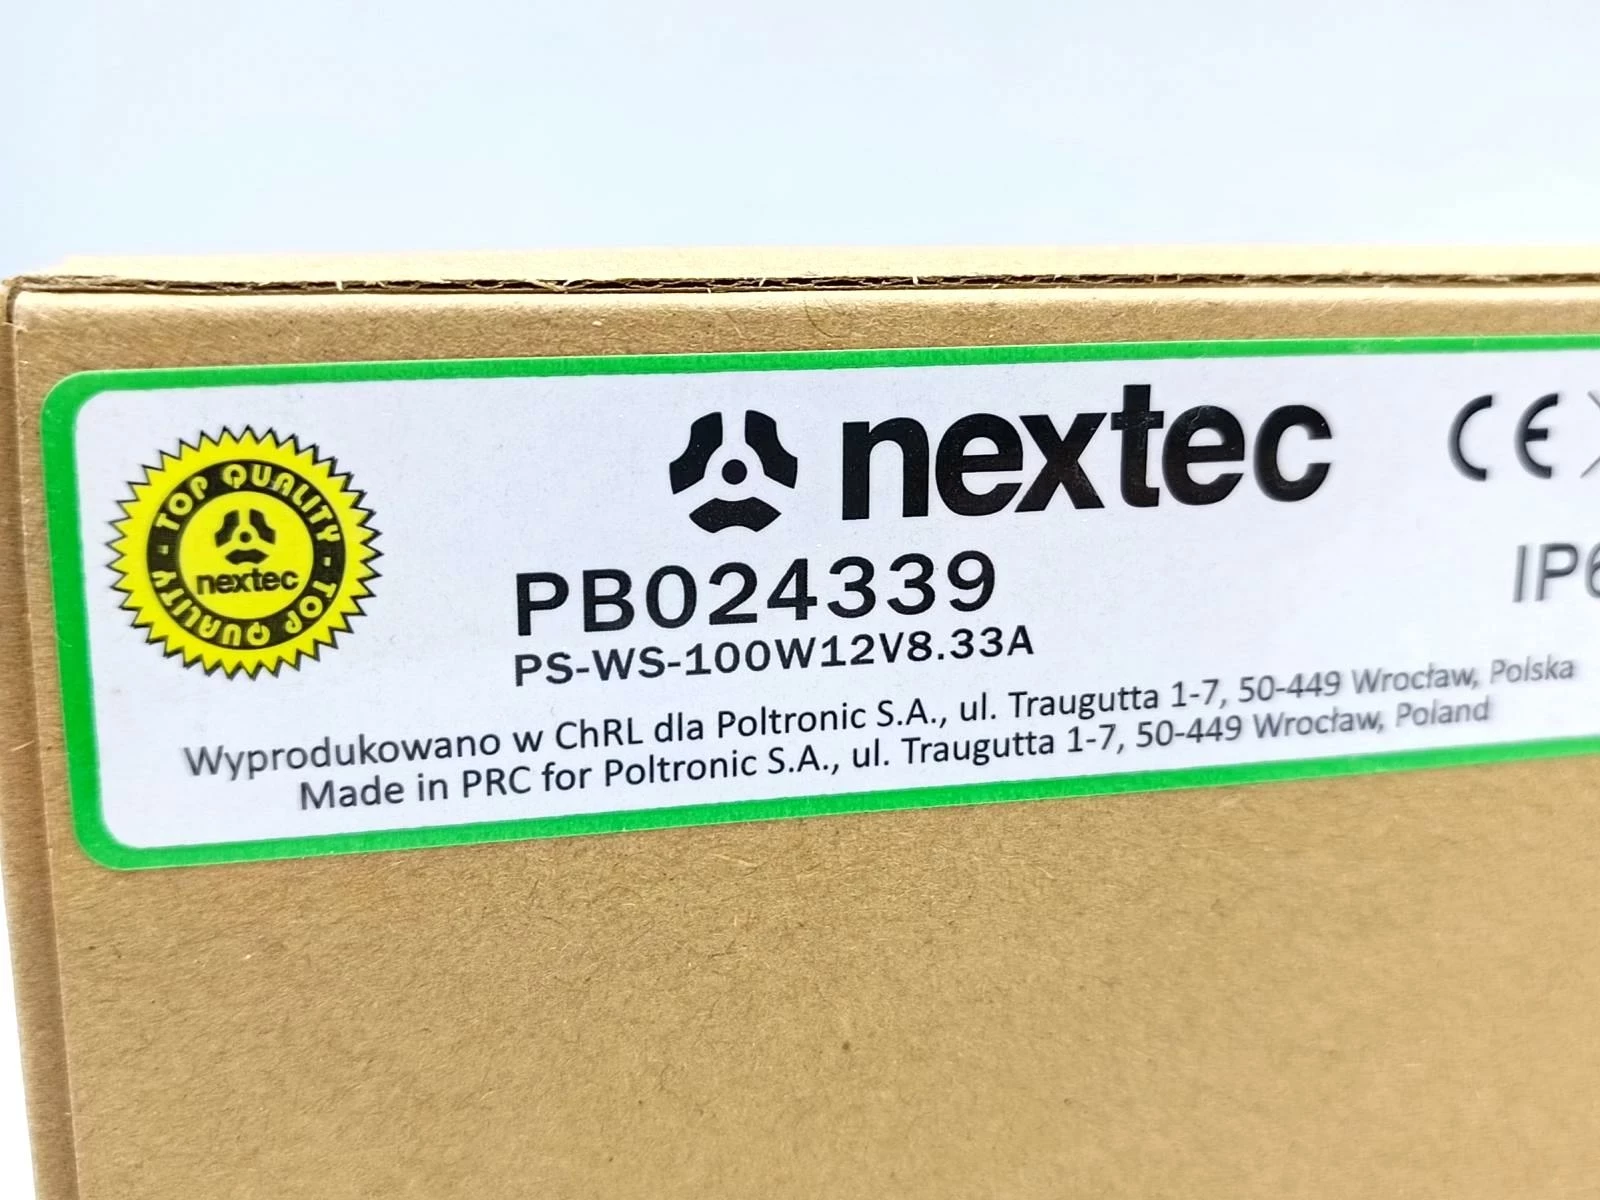 TOP QUALITY - TOP QUALITY -
nextec
nextec
CE
PB024339
IP6
PS-WS-100W12V8.33A
Wyprodukowano w ChRL dla Poltronic S.A., ul. Traugutta 1-7, 50-449 Wrocław, Polska
Made in PRC for Poltronic S.A., ul. Traugutta 1-7, 50-449 Wrocław, Poland